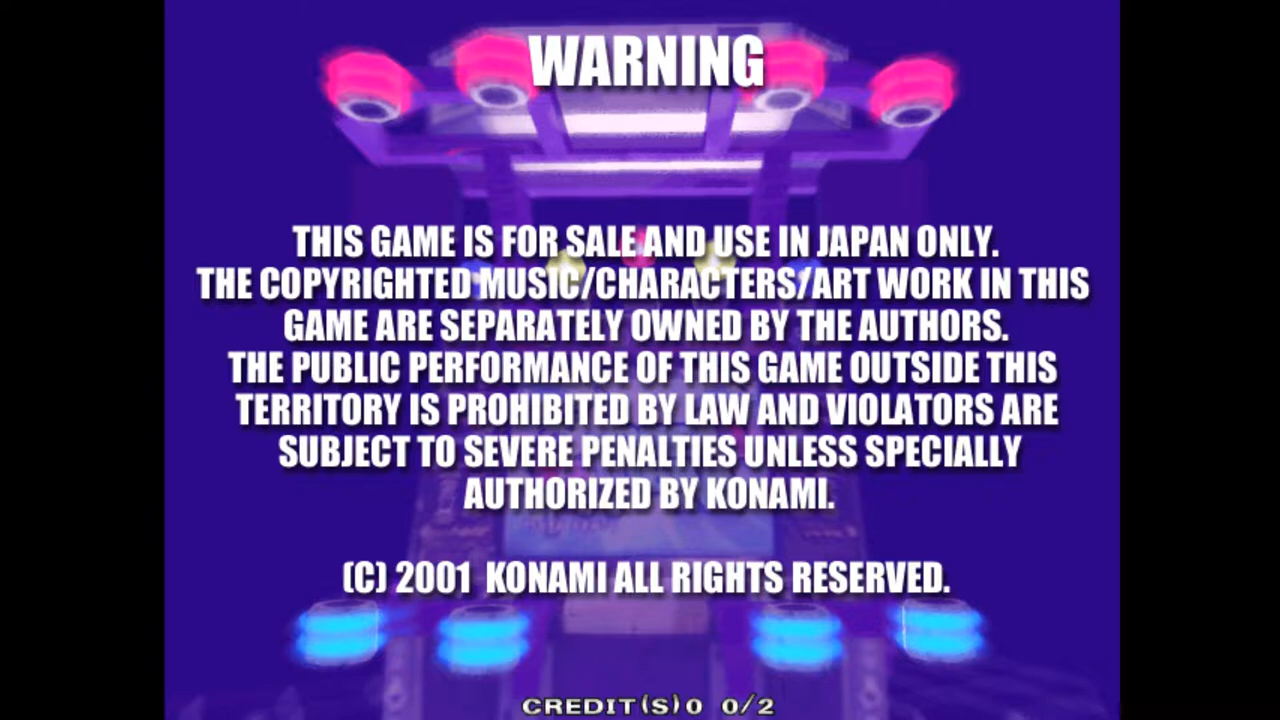 WARNING
THIS GAME IS FOR SALE AND USE IN JAPAN ONLY.
THE COPYRIGHTED MUSIC/CHARACTERS/ART WORK IN THIS
GAME ARE SEPARATELY OWNED BY THE AUTHORS.
THE PUBLIC PERFORMANCE OF THIS GAME OUTSIDE THIS
TERRITORY IS PROHIBITED BY LAW AND VIOLATORS ARE
SUBJECT TO SEVERE PENALTIES UNLESS SPECIALLY
AUTHORIZED BY KONAMI.
(C) 2001 KONAMI ALL RIGHTS RESERVED.
CREDIT(S)0 0/2